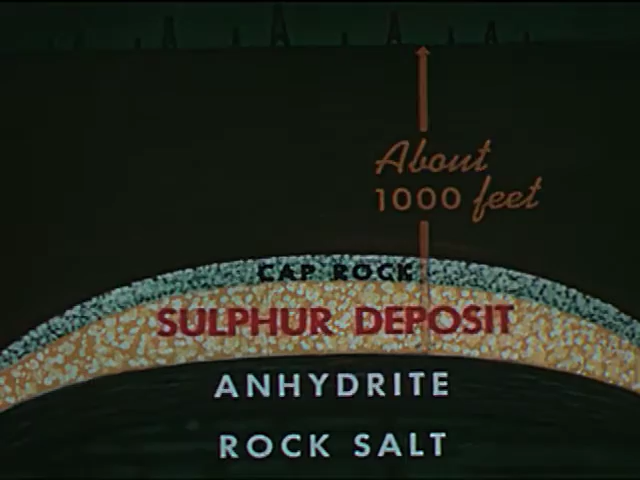 About
1000 feet
CAP ROCK
SULPHUR DEPOSIT
ANHYDRITE
ROCK SALT